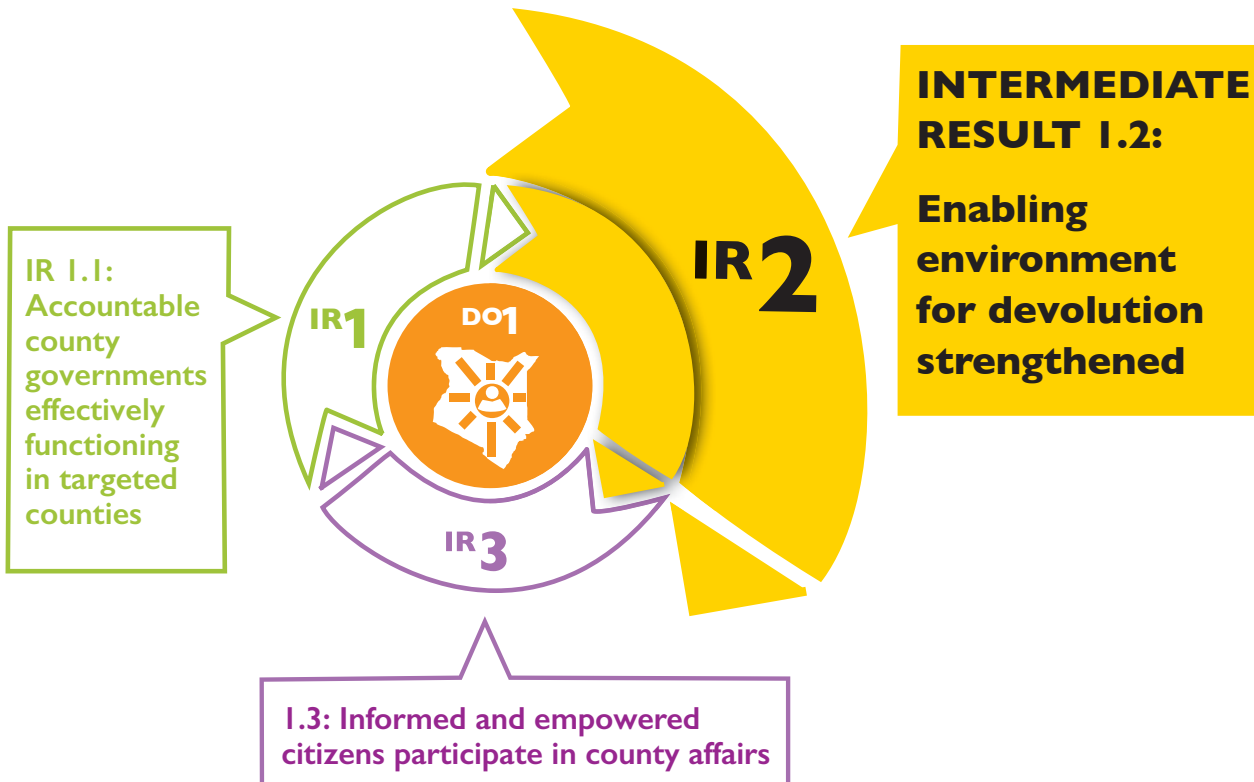 INTERMEDIATE
RESULT 1.2:
Enabling
environment
for devolution
strengthened
IR2
IR 1.1:
Accountable
county
governments
effectively
functioning
in targeted
counties
IR1
DO1
IR3
1.3: Informed and empowered
citizens participate in county affairs